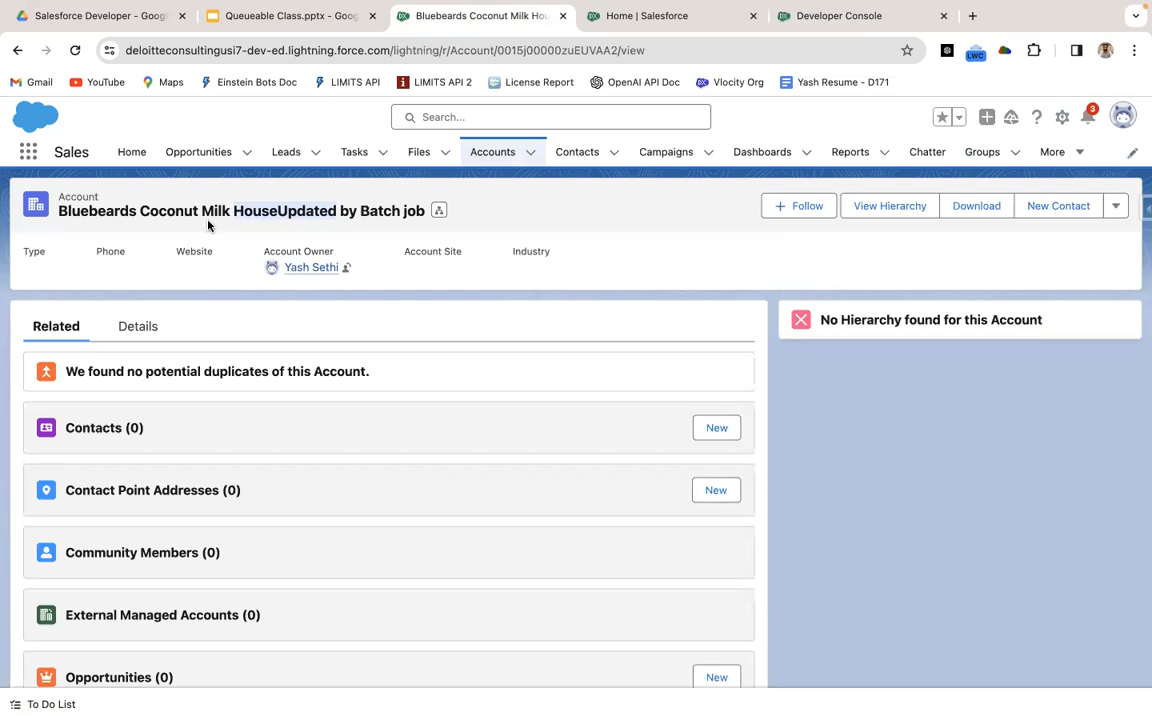 Salesforce Developer - Goog
Queueable Class.pptx - Goo
Bluebeards Coconut Milk Ho
Home | Salesforce
Developer Console
deloitteconsultingusi7-dev-ed.lightning.force.com/lightning/r/Account/0015j00000zuEUVAA2/view
LWC
Gmail
YouTube
Maps
Einstein Bots Doc
LIMITS API
LIMITS API 2
License Report
OpenAI API Doc
Vlocity Org
Yash Resume - D171
Search...
3
Sales
Home
Opportunities
Leads
Tasks
Files
Accounts
Contacts
Campaigns
Dashboards
Reports
Chatter
Groups
More
Account
Bluebeards Coconut Milk HouseUpdated by Batch job
Follow
View Hierarchy
Download
New Contact
Type
Phone
Website
Account Owner
Account Site
Industry
Yash Sethi
Related
Details
No Hierarchy found for this Account
We found no potential duplicates of this Account.
Contacts (0)
New
Contact Point Addresses (0)
New
Community Members (0)
External Managed Accounts (0)
Opportunities (0)
New
To Do List